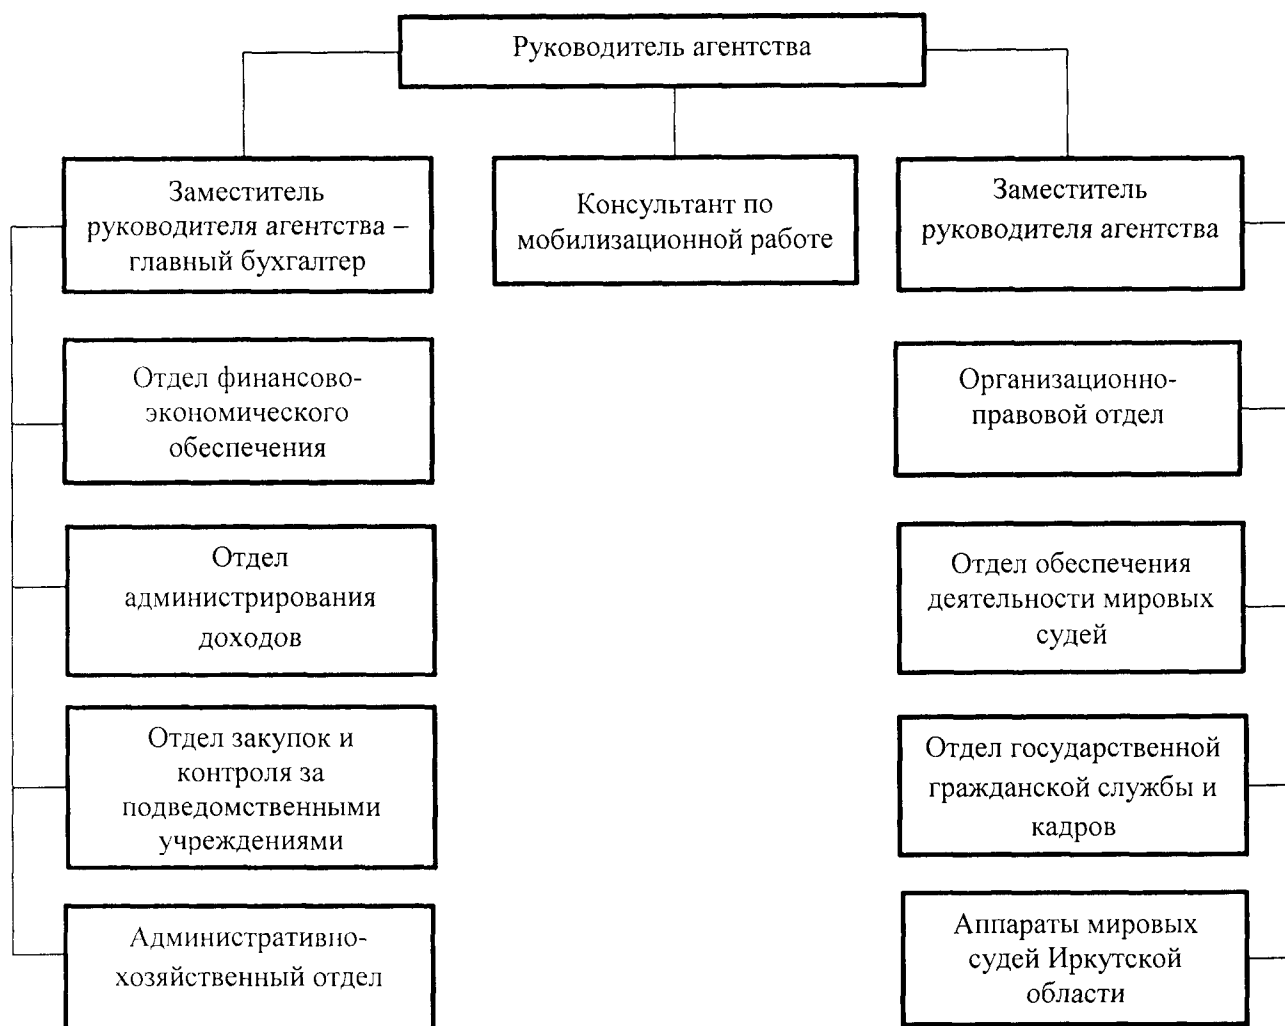 Руководитель агентства
Заместитель
руководителя агентства –
главный бухгалтер
Консультант по
мобилизационной работе
Заместитель
руководителя агентства
Отдел финансово-
экономического
обеспечения
Организационно-
правовой отдел
Отдел
администрирования
доходов
Отдел обеспечения
деятельности мировых
судей
Отдел закупок и
контроля за
подведомственными
учреждениями
Отдел государственной
гражданской службы и
кадров
Административно-
хозяйственный отдел
Аппараты мировых
судей Иркутской
области